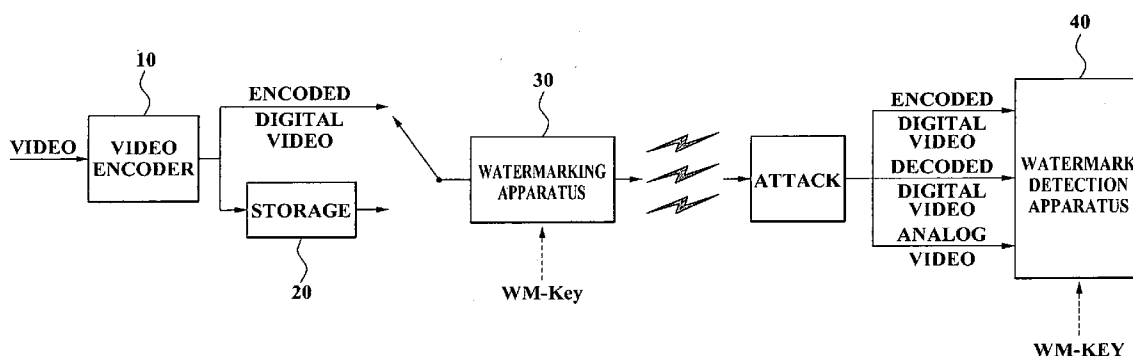 10
VIDEO
VIDEO
ENCODER
ENCODED
DIGITAL
VIDEO
STORAGE
20
30
WATERMARKING
APPARATUS
WM-Key
ATTACK
ENCODED
DIGITAL
VIDEO
DECODED
DIGITAL
VIDEO
ANALOG
VIDEO
40
WATERMARK
DETECTION
APPARATUS
WM-KEY